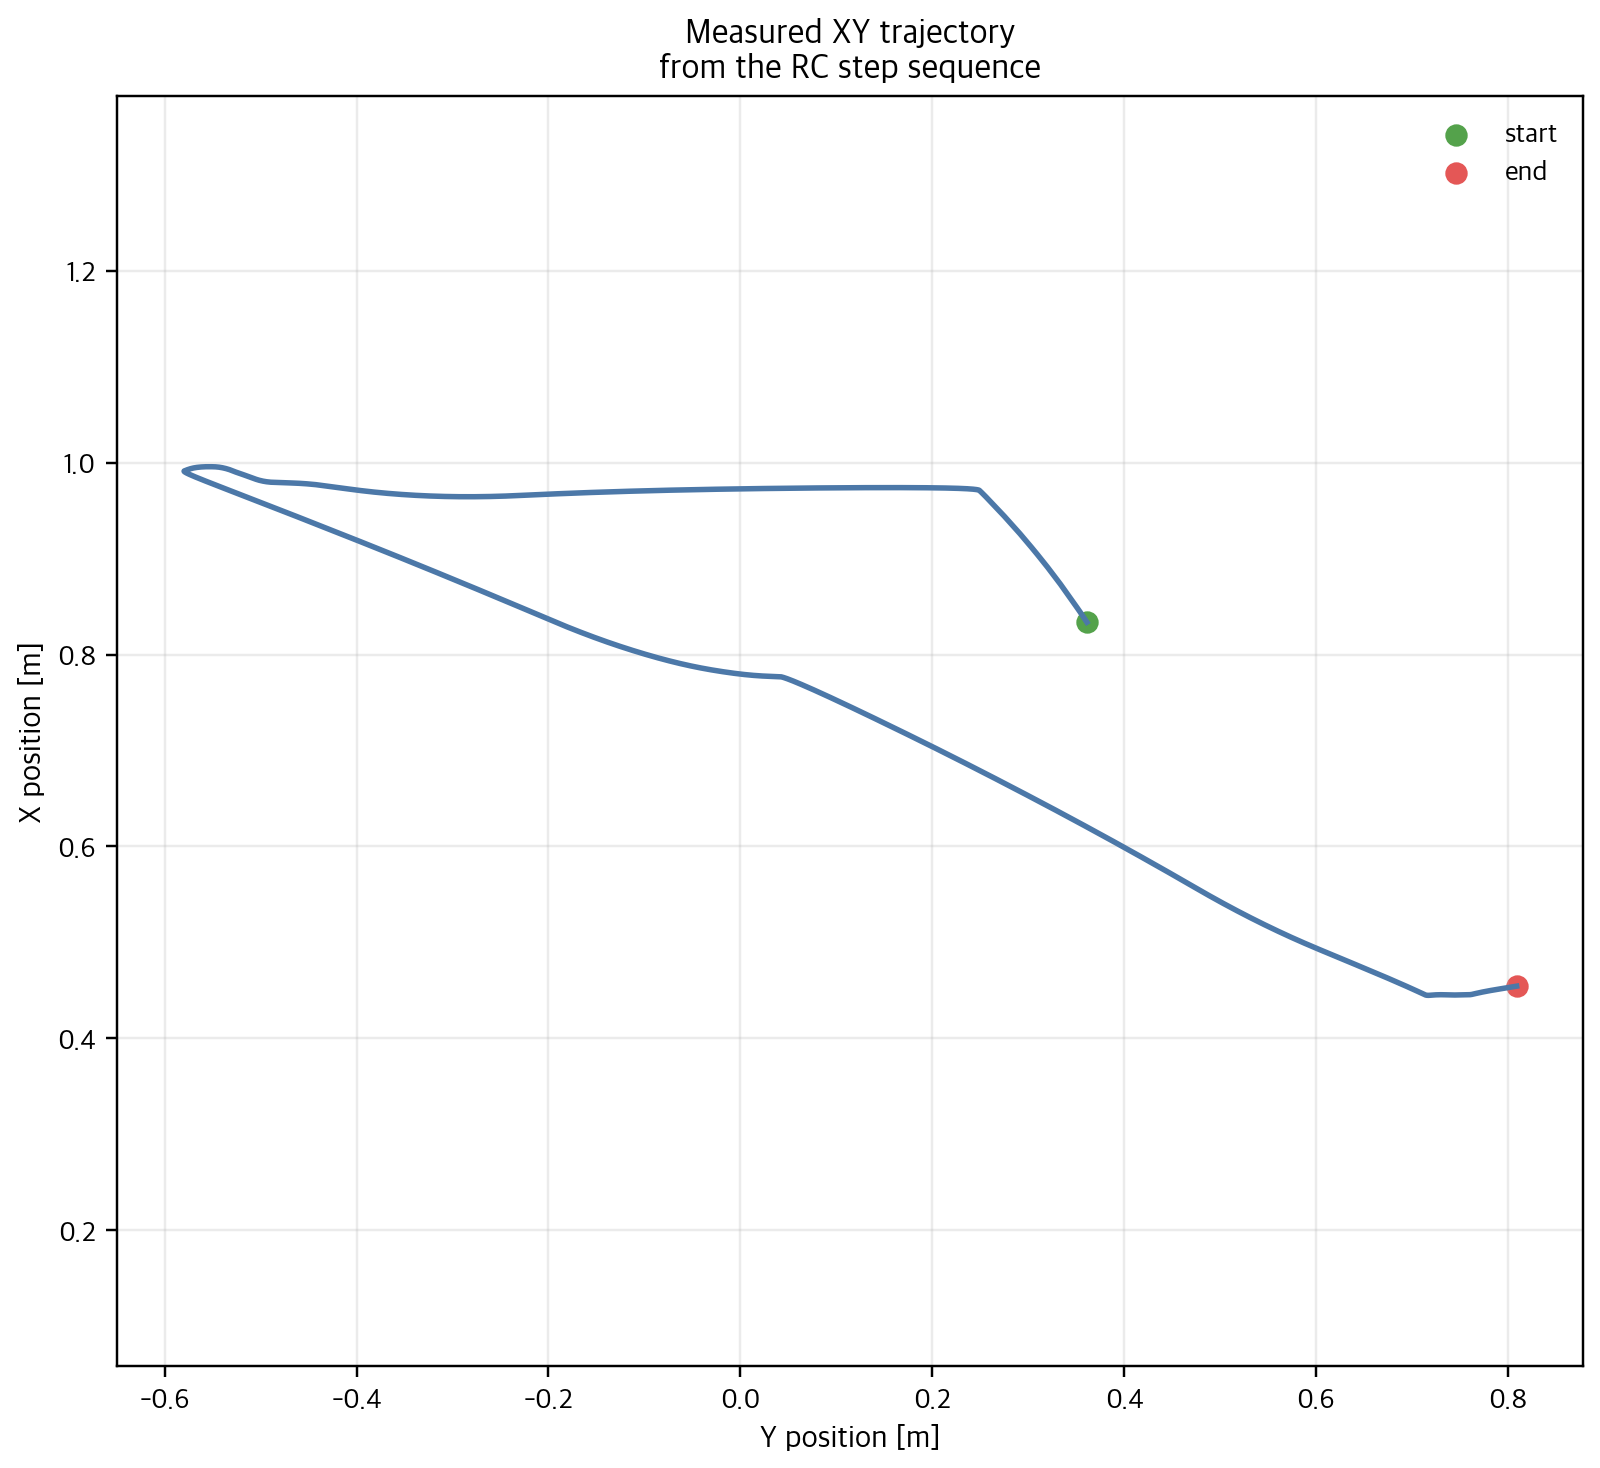 Measured XY trajectory
from the RC step sequence
start
end
1.2
1.0
0.8
0.6
0.4
0.2
X position [m]
-0.6
-0.4
-0.2
0.0
0.2
0.4
0.6
0.8
Y position [m]